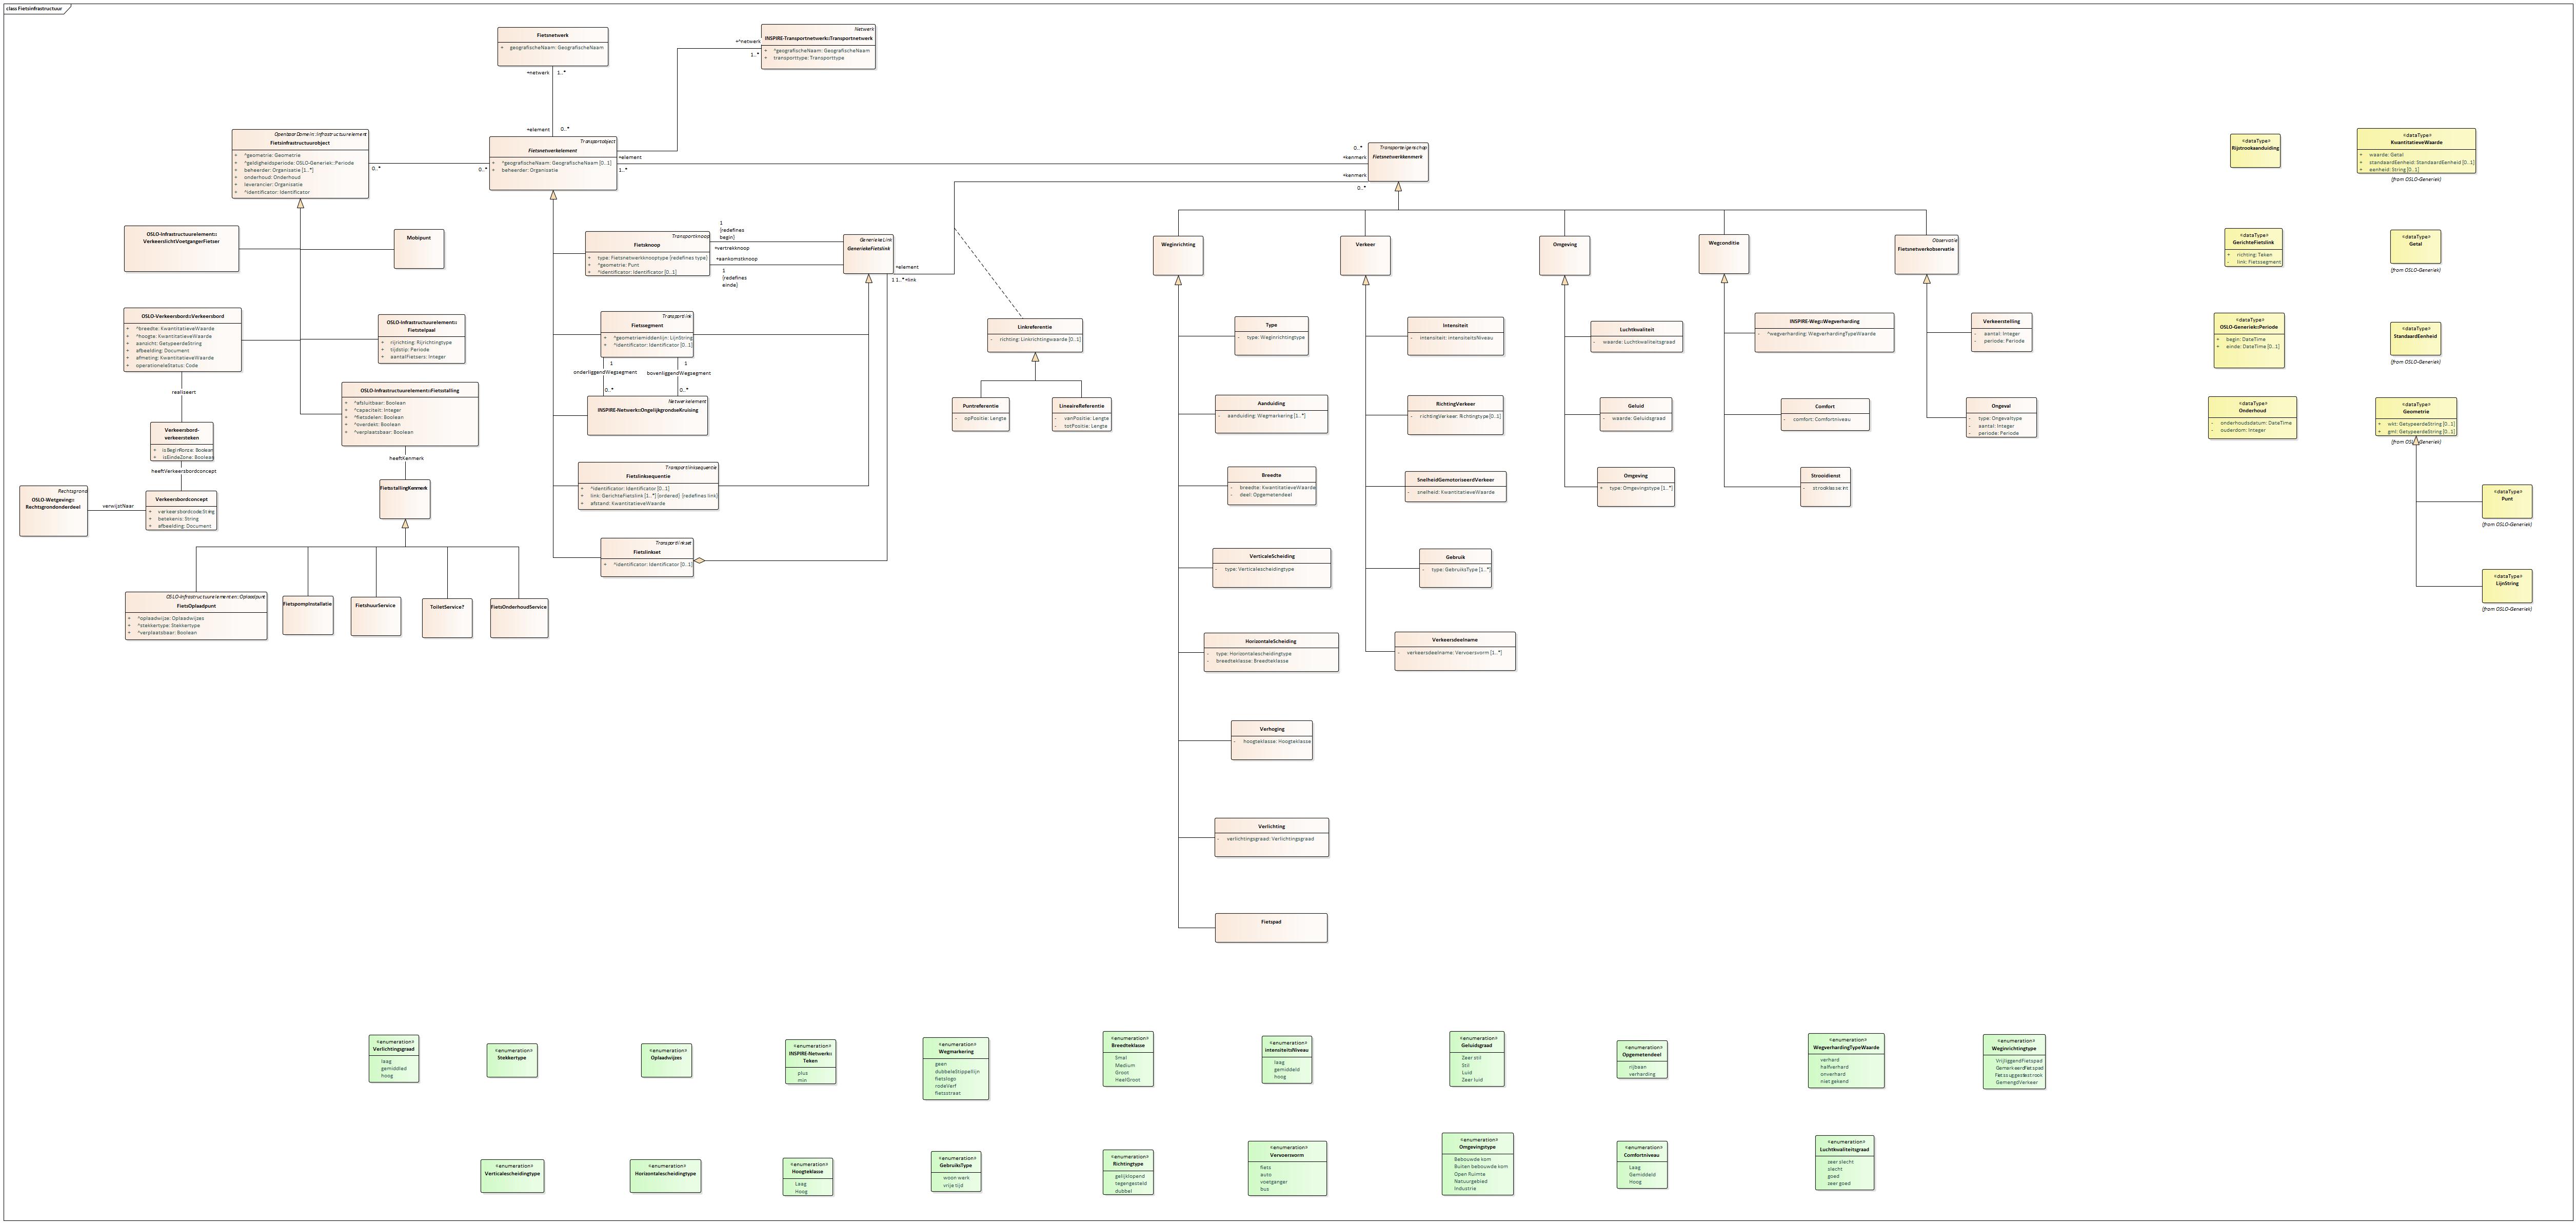 class Fietsinfrastructuur
Fietsnetwerk
+ geografischeNaam: GeografischeNaam
+netwerk 1..*
+element 0..*
Netwerk
INSPIRE-Transportnetwerk::Transportnetwerk
+ ^geografischeNaam: GeografischeNaam
+ transporttype: Transporttype
+^netwerk
1..*
OpenbaarDomein::Infrastructuurelement
Fietsinfrastructuurobject
+ ^geometrie: Geometrie
+ ^geldigheidsperiode: OSLO-Generiek::Periode
+ beheerder: Organisatie [1..*]
+ onderhoud: Onderhoud
+ leverancier: Organisatie
+ ^identificator: Identificator
0..*
0..*
Transportobject
Fietsnetwerkelement
+ ^geografischeNaam: GeografischeNaam [0..1]
+ beheerder: Organisatie
+element
1..*
0..*
+kenmerk
Transporteigenschap
Fietsnetwerkkenmerk
+kenmerk
0..*
OSLO-Infrastructuurelement::
VerkeerslichtVoetgangerFietser
Mobipunt
OSLO-Verkeersbord::Verkeersbord
+ ^breedte: KwantitatieveWaarde
+ ^hoogte: KwantitatieveWaarde
+ aanzicht: GetypeerdeString
+ afbeelding: Document
+ afmeting: KwantitatieveWaarde
+ operationeleStatus: Code
OSLO-Infrastructuurelement::
Fietstelpaal
+ rijrichting: Rijrichtingtype
+ tijdstip: Periode
+ aantalFietsers: Integer
realiseert
OSLO-Infrastructuurelement::Fietsstalling
+ ^afsluitbaar: Boolean
+ ^capaciteit: Integer
+ ^fietsdelen: Boolean
+ ^overdekt: Boolean
+ ^verplaatsbaar: Boolean
Verkeersbord-
verkeersteken
+ isBeginForce: Boolean
+ isEindeZone: Boolean
heeftVerkeersbordconcept
heeftKenmerk
FietsstallingKenmerk
Rechtsgrond
OSLO-Wetgeving::
Rechtsgrondonderdeel
verwijstNaar
Verkeersbordconcept
+ verkeersbordcode:String
+ betekenis: String
+ afbeelding: Document
OSLO-Infrastructuurelementen::Oplaadpunt
FietsOplaadpunt
+ ^oplaadwijze: Oplaadwijzes
+ ^stekkertype: Stekkertype
+ ^verplaatsbaar: Boolean
FietspompInstallatie
FietshuurService
ToiletService?
FietsOnderhoudService
Transportknoop
Fietsknoop
+ type: Fietsnetwerkknooptype {redefines type}
+ ^geometrie: Punt
+ ^identificator: Identificator [0..1]
1
{redefines
begin}
+vertrekknoop
+aankomstknoop
1
{redefines
einde}
GeneriekeLink
GeneriekeFietslink
+element
1 1..* +link
Transportlink
Fietssegment
+ ^geometriemiddenlijn: LijnString
+ ^identificator: Identificator [0..1]
1
onderliggendWegsegment
0..*
1
bovenliggendWegsegment
0..*
Netwerkelement
INSPIRE-Netwerk::OngelijkgrondseKruising
Transportlinksequentie
Fietslinksequentie
+ ^identificator: Identificator [0..1]
+ link: GerichteFietslink [1..*] {ordered} {redefines link}
+ afstand: KwantitatieveWaarde
Transportlinkset
Fietslinkset
+ ^identificator: Identificator [0..1]
Linkreferentie
- richting: Linkrichtingwaarde [0..1]
Puntreferentie
- opPositie: Lengte
LineaireReferentie
- vanPositie: Lengte
- totPositie: Lengte
Weginrichting
Verkeer
Omgeving
Wegconditie
Observatie
Fietsnetwerkobservatie
Type
- type: Weginrichtingtype
Aanduiding
- aanduiding: Wegmarkering [1..*]
Breedte
- breedte: KwantitatieveWaarde
- deel: Opgemetendeel
VerticaleScheiding
- type: Verticalescheidingtype
HorizontaleScheiding
- type: Horizontalescheidingtype
- breedteklasse: Breedteklasse
Verhoging
- hoogteklasse: Hoogteklasse
Verlichting
- verlichtingsgraad: Verlichtingsgraad
Fietspad
Intensiteit
- intensiteit: intensiteitsNiveau
RichtingVerkeer
- richtingVerkeer: Richtingtype [0..1]
SnelheidGemotoriseerdVerkeer
- snelheid: KwantitatieveWaarde
Gebruik
- type: GebruiksType [1..*]
Verkeersdeelname
- verkeersdeelname: Vervoersvorm [1..*]
Luchtkwaliteit
- waarde: Luchtkwaliteitsgraad
Geluid
- waarde: Geluidsgraad
Omgeving
+ type: Omgevingstype [1..*]
INSPIRE-Weg::Wegverharding
- ^wegverharding: WegverhardingTypeWaarde
Comfort
- comfort: Comfortniveau
Strooidienst
- strooiklasse:int
Verkeerstelling
- aantal: Integer
- periode: Periode
Ongeval
- type: Ongevaltype
- aantal: Integer
- periode: Periode
«dataType»
Rijstrookaanduiding
«dataType»
KwantitatieveWaarde
+ waarde: Getal
+ standaardEenheid: StandaardEenheid [0..1]
+ eenheid: String [0..1]
(from OSLO-Generiek)
«dataType»
GerichteFietslink
+ richting: Teken
- link: Fietssegment
«dataType»
Getal
(from OSLO-Generiek)
«dataType»
OSLO-Generiek::Periode
+ begin: DateTime
+ einde: DateTime [0..1]
«dataType»
StandaardEenheid
(from OSLO-Generiek)
«dataType»
Onderhoud
- onderhoudsdatum: DateTime
- ouderdom: Integer
«dataType»
Geometrie
+ wkt: GetypeerdeString [0..1]
+ gml: GetypeerdeString [0..1]
(from OSLO-Generiek)
«dataType»
Punt
(from OSLO-Generiek)
«dataType»
LijnString
(from OSLO-Generiek)
«enumeration»
Verlichtingsgraad
laag
gemiddled
hoog
«enumeration»
Stekkertype
«enumeration»
Oplaadwijzes
«enumeration»
INSPIRE-Netwerk::
Teken
plus
min
«enumeration»
Wegmarkering
geen
dubbeleStippellijn
fietslogo
rodeVerf
fietsstraat
«enumeration»
Breedteklasse
Smal
Medium
Groot
HeelGroot
«enumeration»
intensiteitsNiveau
laag
gemiddeld
hoog
«enumeration»
Geluidsgraad
Zeer stil
Stil
Luid
Zeer luid
«enumeration»
Opgemetendeel
rijbaan
verharding
«enumeration»
WegverhardingTypeWaarde
verhard
halfverhard
onverhard
niet gekend
«enumeration»
Weginrichtingtype
VrijliggendFietspad
GemarkeerdFietspad
Fietssuggestiestrook
GemengdVerkeer
«enumeration»
Verticalescheidingtype
«enumeration»
Horizontalescheidingtype
«enumeration»
Hoogteklasse
Laag
Hoog
«enumeration»
GebruiksType
woon werk
vrije tijd
«enumeration»
Richtingtype
gelijklopend
tegengesteld
dubbel
«enumeration»
Vervoersvorm
fiets
auto
voetganger
bus
«enumeration»
Omgevingstype
Bebouwde kom
Buiten bebouwde kom
Open Ruimte
Natuurgebied
Industrie
«enumeration»
Comfortniveau
Laag
Gemiddeld
Hoog
«enumeration»
Luchtkwaliteitsgraad
zeer slecht
slecht
goed
zeer goed